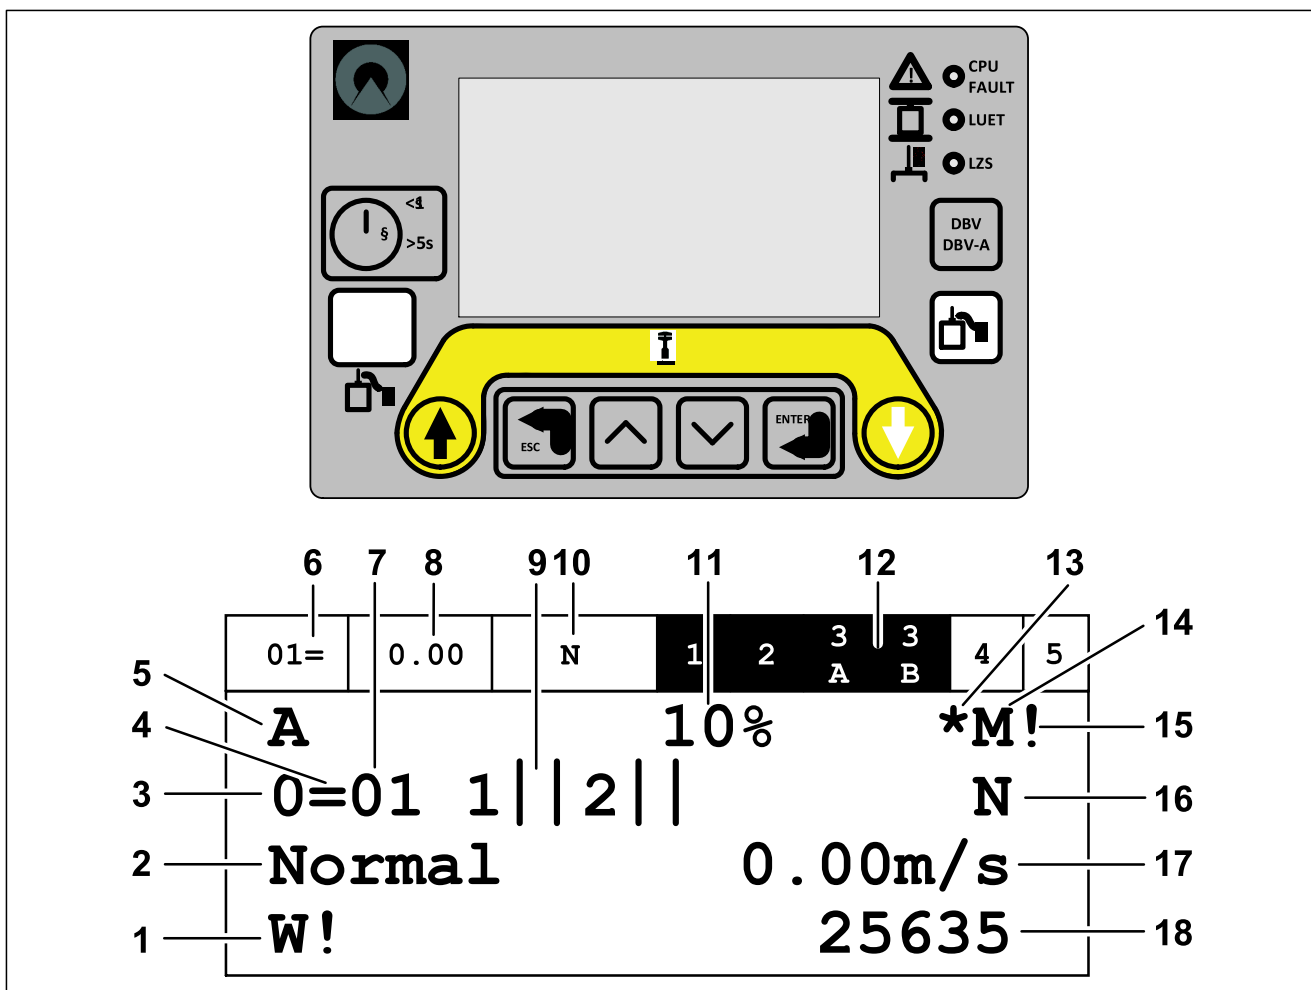 CPU
FAULT
LUET
LZS
<1
§
>5s
DBV
DBV-A
ESC
ENTER
6 7 8 9 10 11 12 13
01= 0.00 N 1 2 3 A 3 B 4 5
14
5 A 10% *M! 15
4
3 0=01 1||2|| N 16
2 Normal 0.00m/s 17
1 W! 25635 18